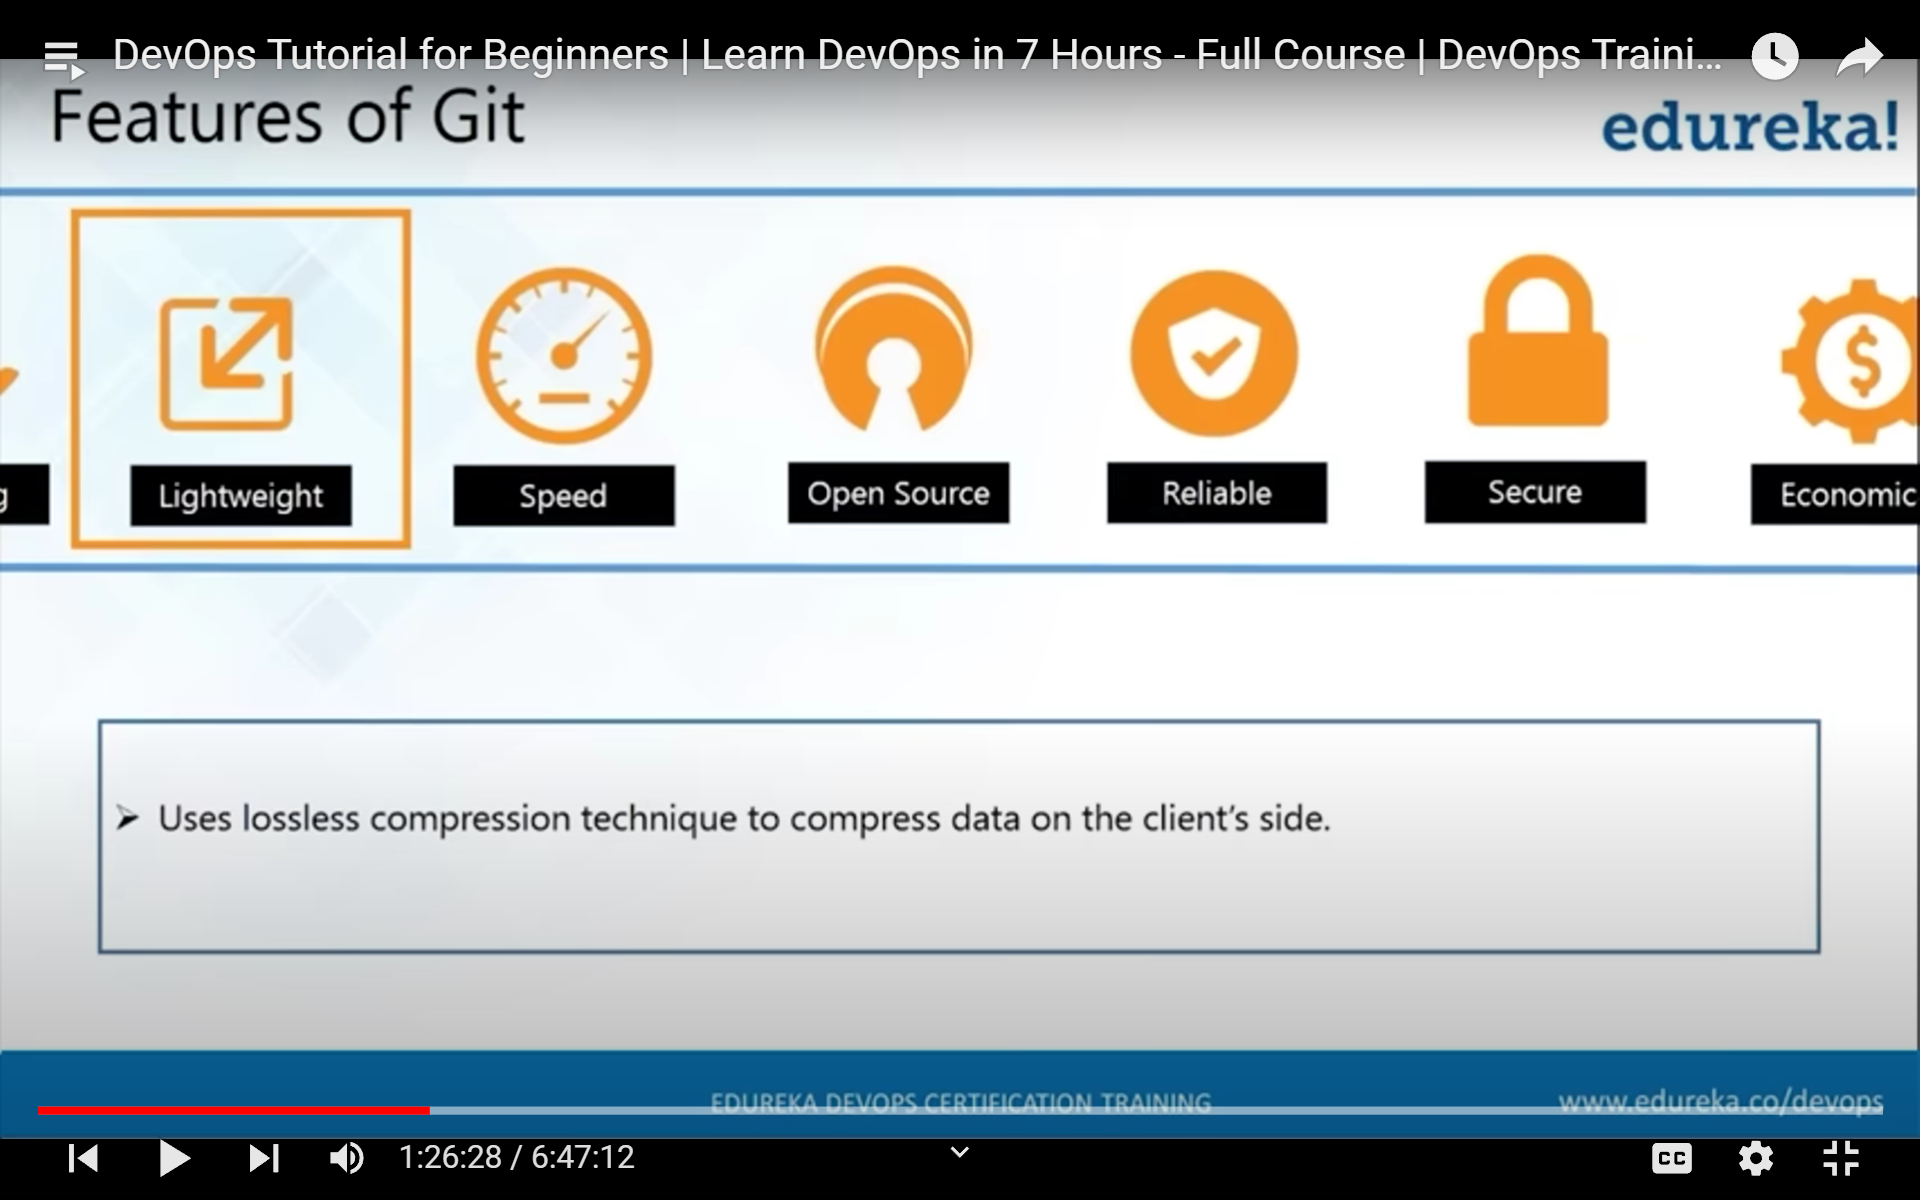 DevOps Tutorial for Beginners | Learn DevOps in 7 Hours - Full Course | DevOps Traini...
Features of Git
edureka!
g
Lightweight
Speed
Open Source
Reliable
Secure
Economic
➢ Uses lossless compression technique to compress data on the client’s side.
EDUREKA DEVOPS CERTIFICATION TRAINING
www.edureka.co/devops
1:26:28 / 6:47:12
CC